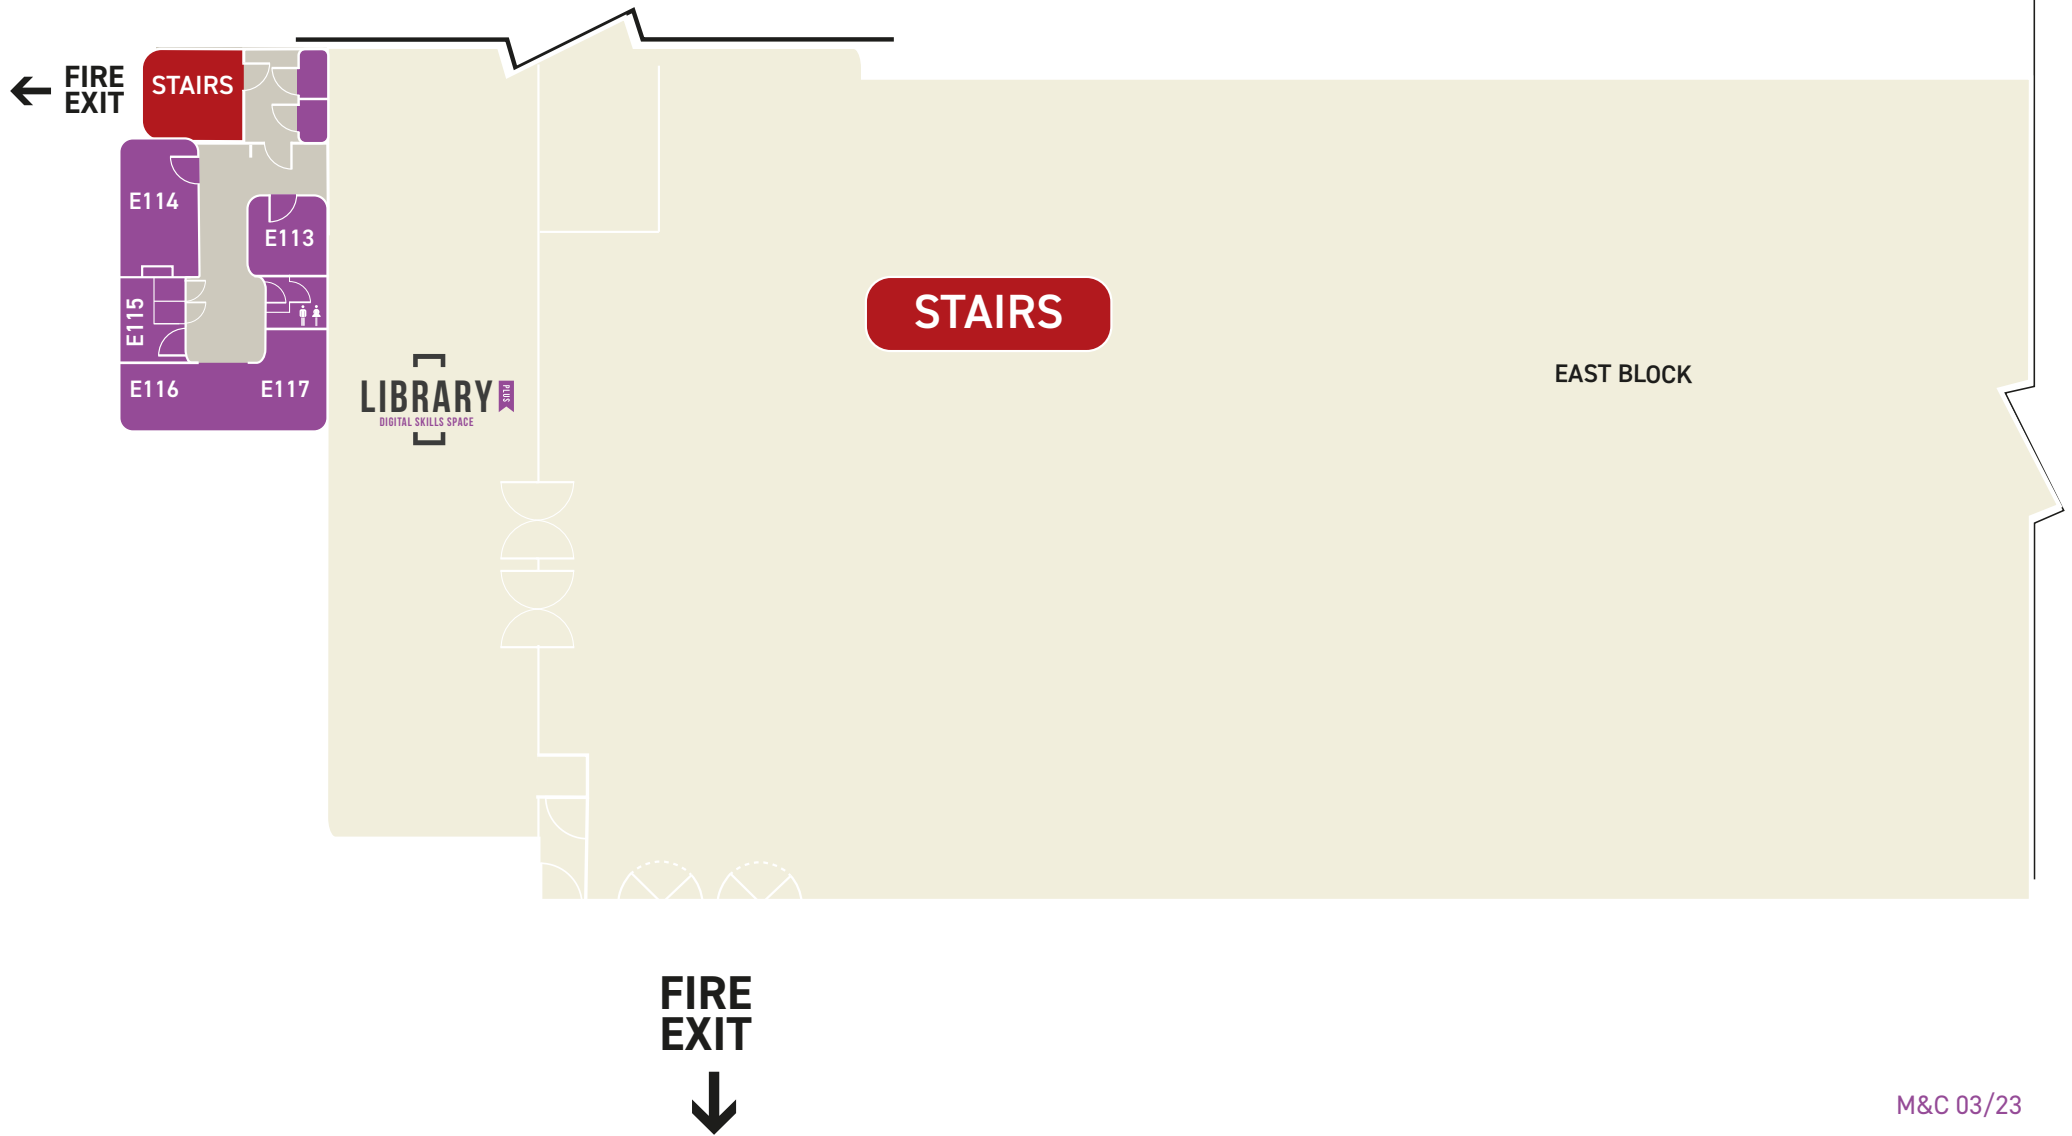 FIRE
EXIT
STAIRS
E114
E113
E115
E116
E117
LIBRARY
PLUS
DIGITAL SKILLS SPACE
STAIRS
EAST BLOCK
FIRE
EXIT
M&C 03/23